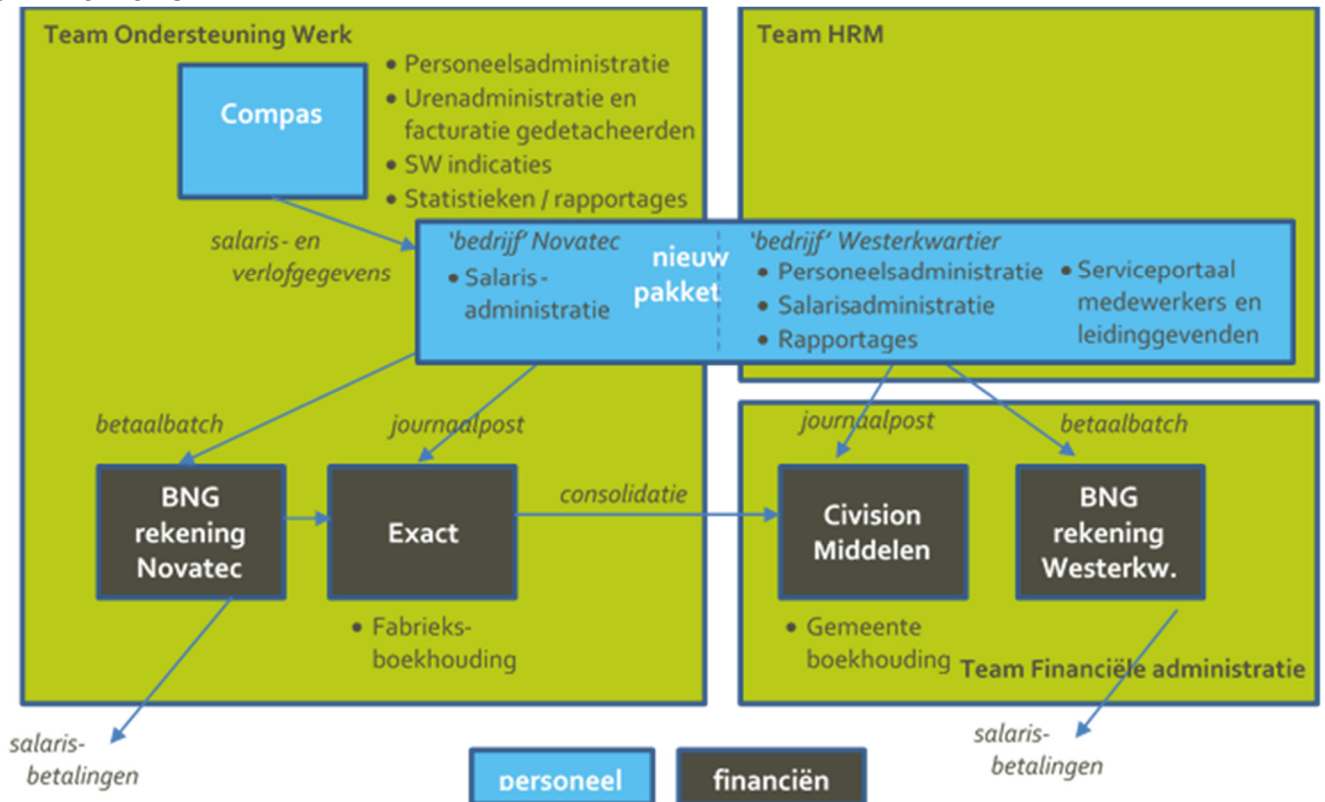 Team Ondersteuning Werk
Compas
• Personeelsadministratie
• Urenadministratie en
facturatie gedetacheerden
• SW indicaties
• Statistieken / rapportages
Team HRM
salaris- en
verlofgegevens
'bedrijf' Novatec
• Salaris-
administratie
nieuw
pakket
'bedrijf' Westerkwartier
• Personeelsadministratie
• Salarisadministratie
• Rapportages
• Serviceportaal
medewerkers en
leidinggevenden
betaalbatch
journaalpost
journaalpost
betaalbatch
BNG
rekening
Novatec
Exact
consolidatie
Civision
Middelen
BNG
rekening
Westerkw.
• Fabrieks-
boekhouding
• Gemeente
boekhouding
Team Financiële administratie
salaris-
betalingen
salaris-
betalingen
personeel
financiën